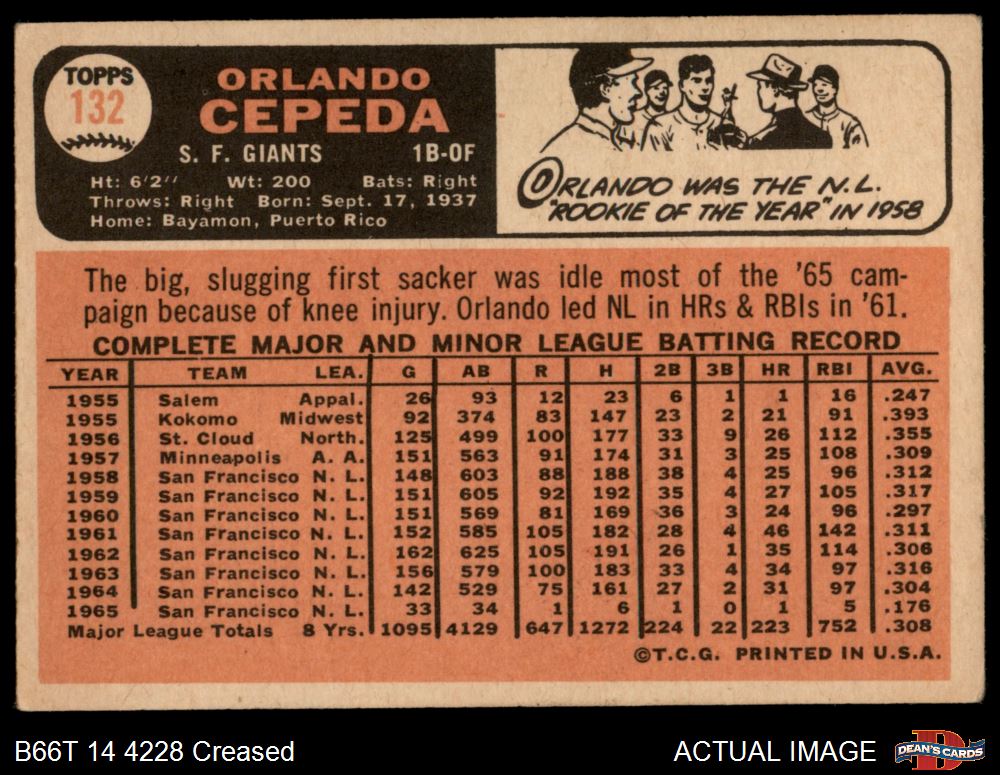 TOPPS
132
ORLANDO
CEPEDA
S. F. GIANTS 1B-OF
Ht: 6'2'' Wt: 200 Bats: Right
Throws: Right Born: Sept. 17, 1937
Home: Bayamon, Puerto Rico
ORLANDO WAS THE N.L.
"ROOKIE OF THE YEAR" IN 1958
The big, slugging first sacker was idle most of the '65 cam-
paign because of knee injury. Orlando led NL in HRs & RBIs in '61.
COMPLETE MAJOR AND MINOR LEAGUE BATTING RECORD
YEAR TEAM LEA. G AB R H 2B 3B HR RBI AVG.
1955 Salem Appal. 26 93 12 23 6 1 1 16 .247
1955 Kokomo Midwest 92 374 83 147 23 2 21 91 .393
1956 St. Cloud North. 125 499 100 177 33 9 26 112 .355
1957 Minneapolis A. A. 151 563 91 174 31 3 25 108 .309
1958 San Francisco N. L. 148 603 88 188 38 4 25 96 .312
1959 San Francisco N. L. 151 605 92 192 35 4 27 105 .317
1960 San Francisco N. L. 151 569 81 169 36 3 24 96 .297
1961 San Francisco N. L. 152 585 105 182 28 4 46 142 .311
1962 San Francisco N. L. 162 625 105 191 26 1 35 114 .306
1963 San Francisco N. L. 156 579 100 183 33 4 34 97 .316
1964 San Francisco N. L. 142 529 75 161 27 2 31 97 .304
1965 San Francisco N. L. 33 34 1 6 1 0 1 5 .176
Major League Totals 8 Yrs. 1095 4129 647 1272 224 22 223 752 .308
©T.C.G. PRINTED IN U.S.A.
B66T 14 4228 Creased
ACTUAL IMAGE
D
DEAN'S CARDS